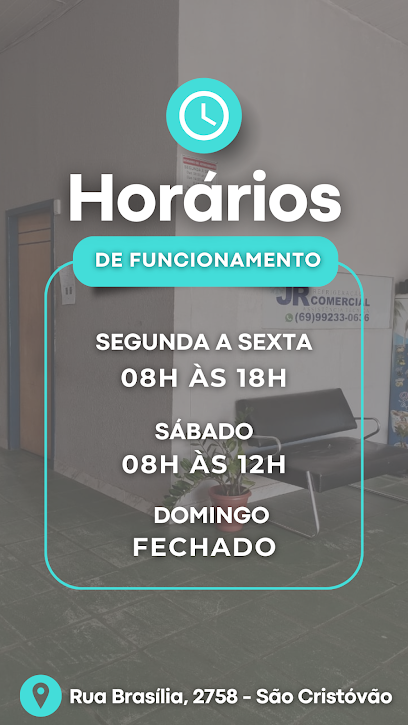 Horários
DE FUNCIONAMENTO
JR
COMERCIAL
(69)99233-0636
SEGUNDA A SEXTA
08H ÀS 18H
SÁBADO
08H ÀS 12H
DOMINGO
FECHADO
Rua Brasília, 2758 - São Cristóvão